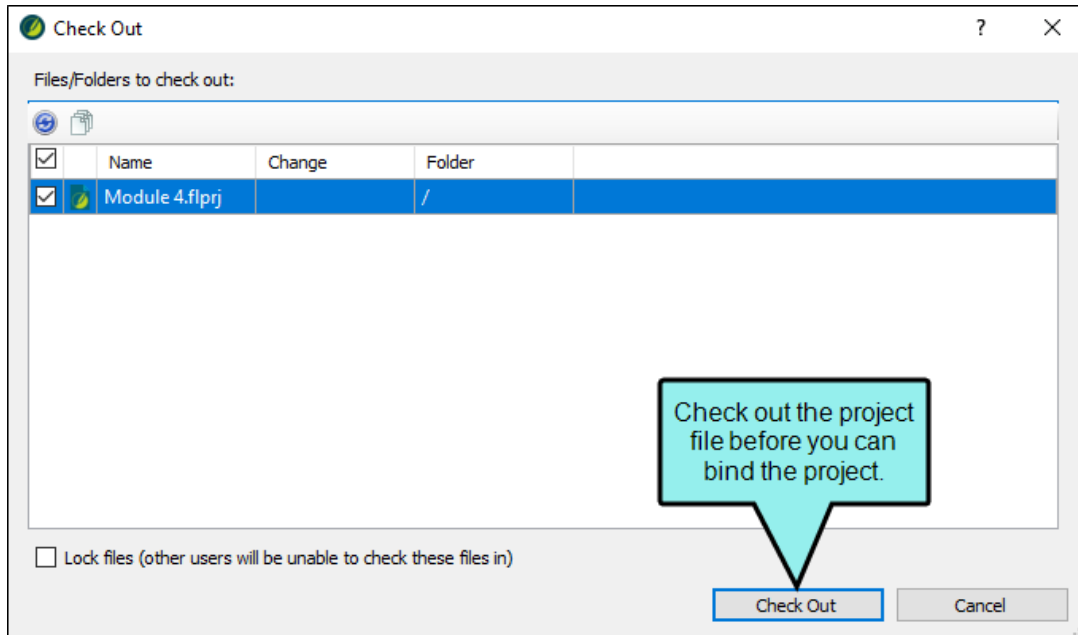 Check Out
?
Files/Folders to check out:
Name Change Folder
Module 4.flprj /
Check out the project
file before you can
bind the project.
Lock files (other users will be unable to check these files in)
Check Out Cancel